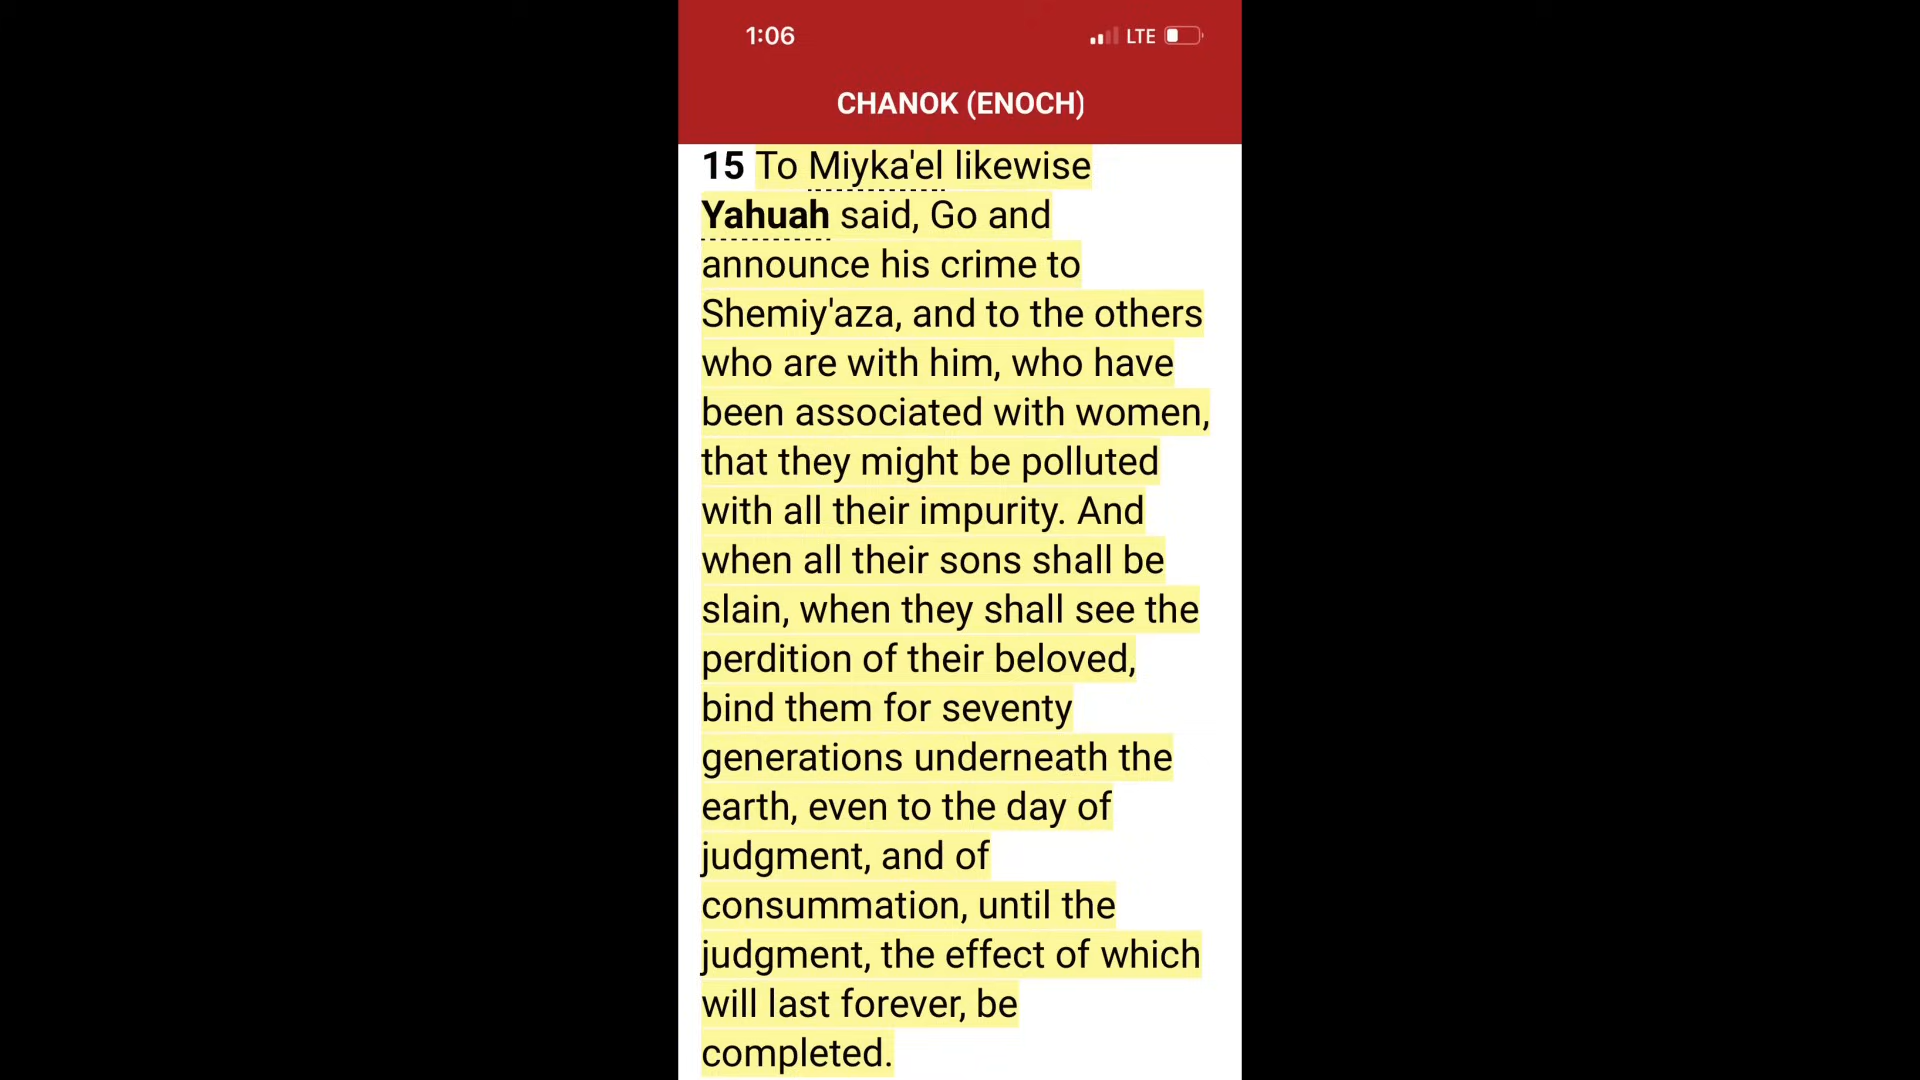 1:06 LTE
CHANOK (ENOCH)
15 To Miyka'el likewise
Yahuah said, Go and
announce his crime to
Shemiy'aza, and to the others
who are with him, who have
been associated with women,
that they might be polluted
with all their impurity. And
when all their sons shall be
slain, when they shall see the
perdition of their beloved,
bind them for seventy
generations underneath the
earth, even to the day of
judgment, and of
consummation, until the
judgment, the effect of which
will last forever, be
completed.